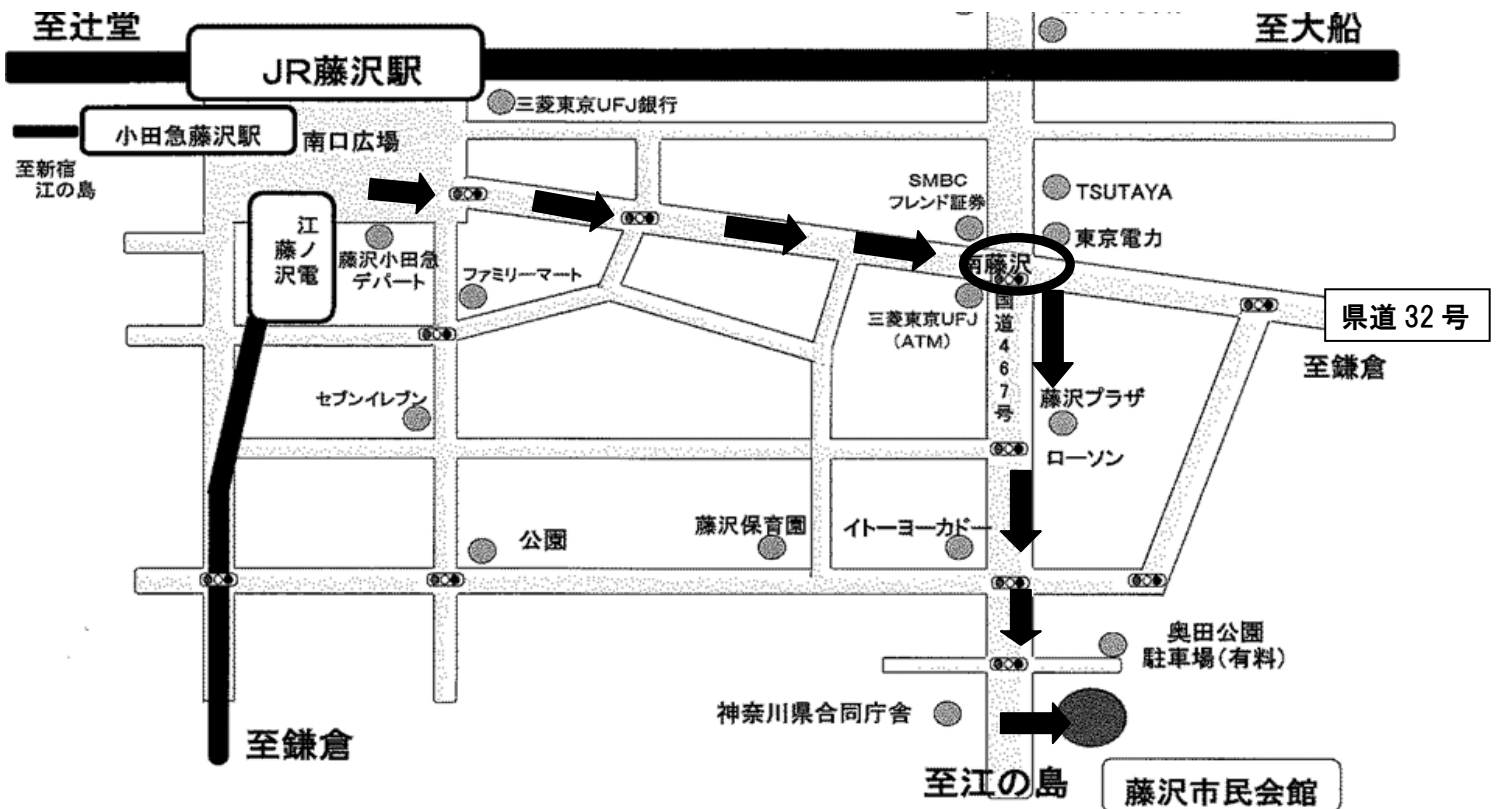 至辻堂
至大船
JR藤沢駅
三菱東京UFJ銀行
小田急藤沢駅
南口広場
至新宿
江の島
SMBC
フレンド証券
TSUTAYA
東京電力
江ノ電
藤沢
藤沢小田急
デパート
ファミリーマート
南藤沢
三菱東京UFJ
(ATM)
国道467号
県道32号
至鎌倉
セブンイレブン
藤沢プラザ
ローソン
公園
藤沢保育園
イトーヨーカドー
奥田公園
駐車場(有料)
神奈川県合同庁舎
至鎌倉
至江の島
藤沢市民会館